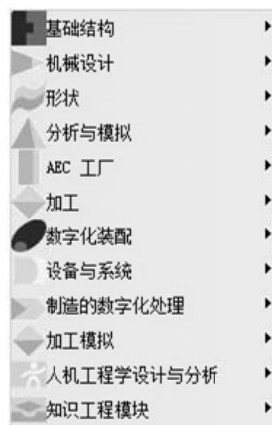 基础结构
机械设计
形状
分析与模拟
AEC 工厂
加工
数字化装配
设备与系统
制造的数字化处理
加工模拟
人机工程学设计与分析
知识工程模块